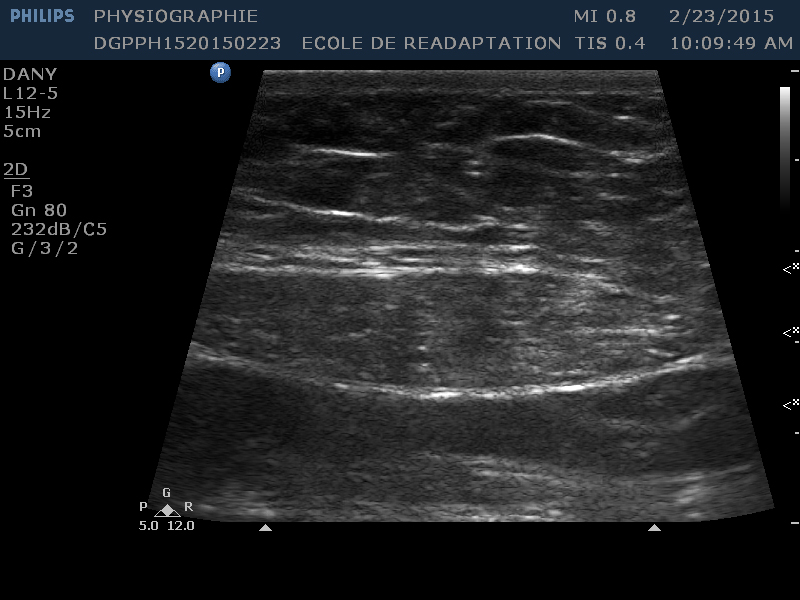 PHILIPS PHYSIOGRAPHIE MI 0.8 2/23/2015
DGPPH1520150223 ECOLE DE READAPTATION TIS 0.4 10:09:49 AM
DANY
L12-5
15Hz
5cm
2D
F3
Gn 80
232dB/C5
G/3/2
P
G
P R
5.0 12.0